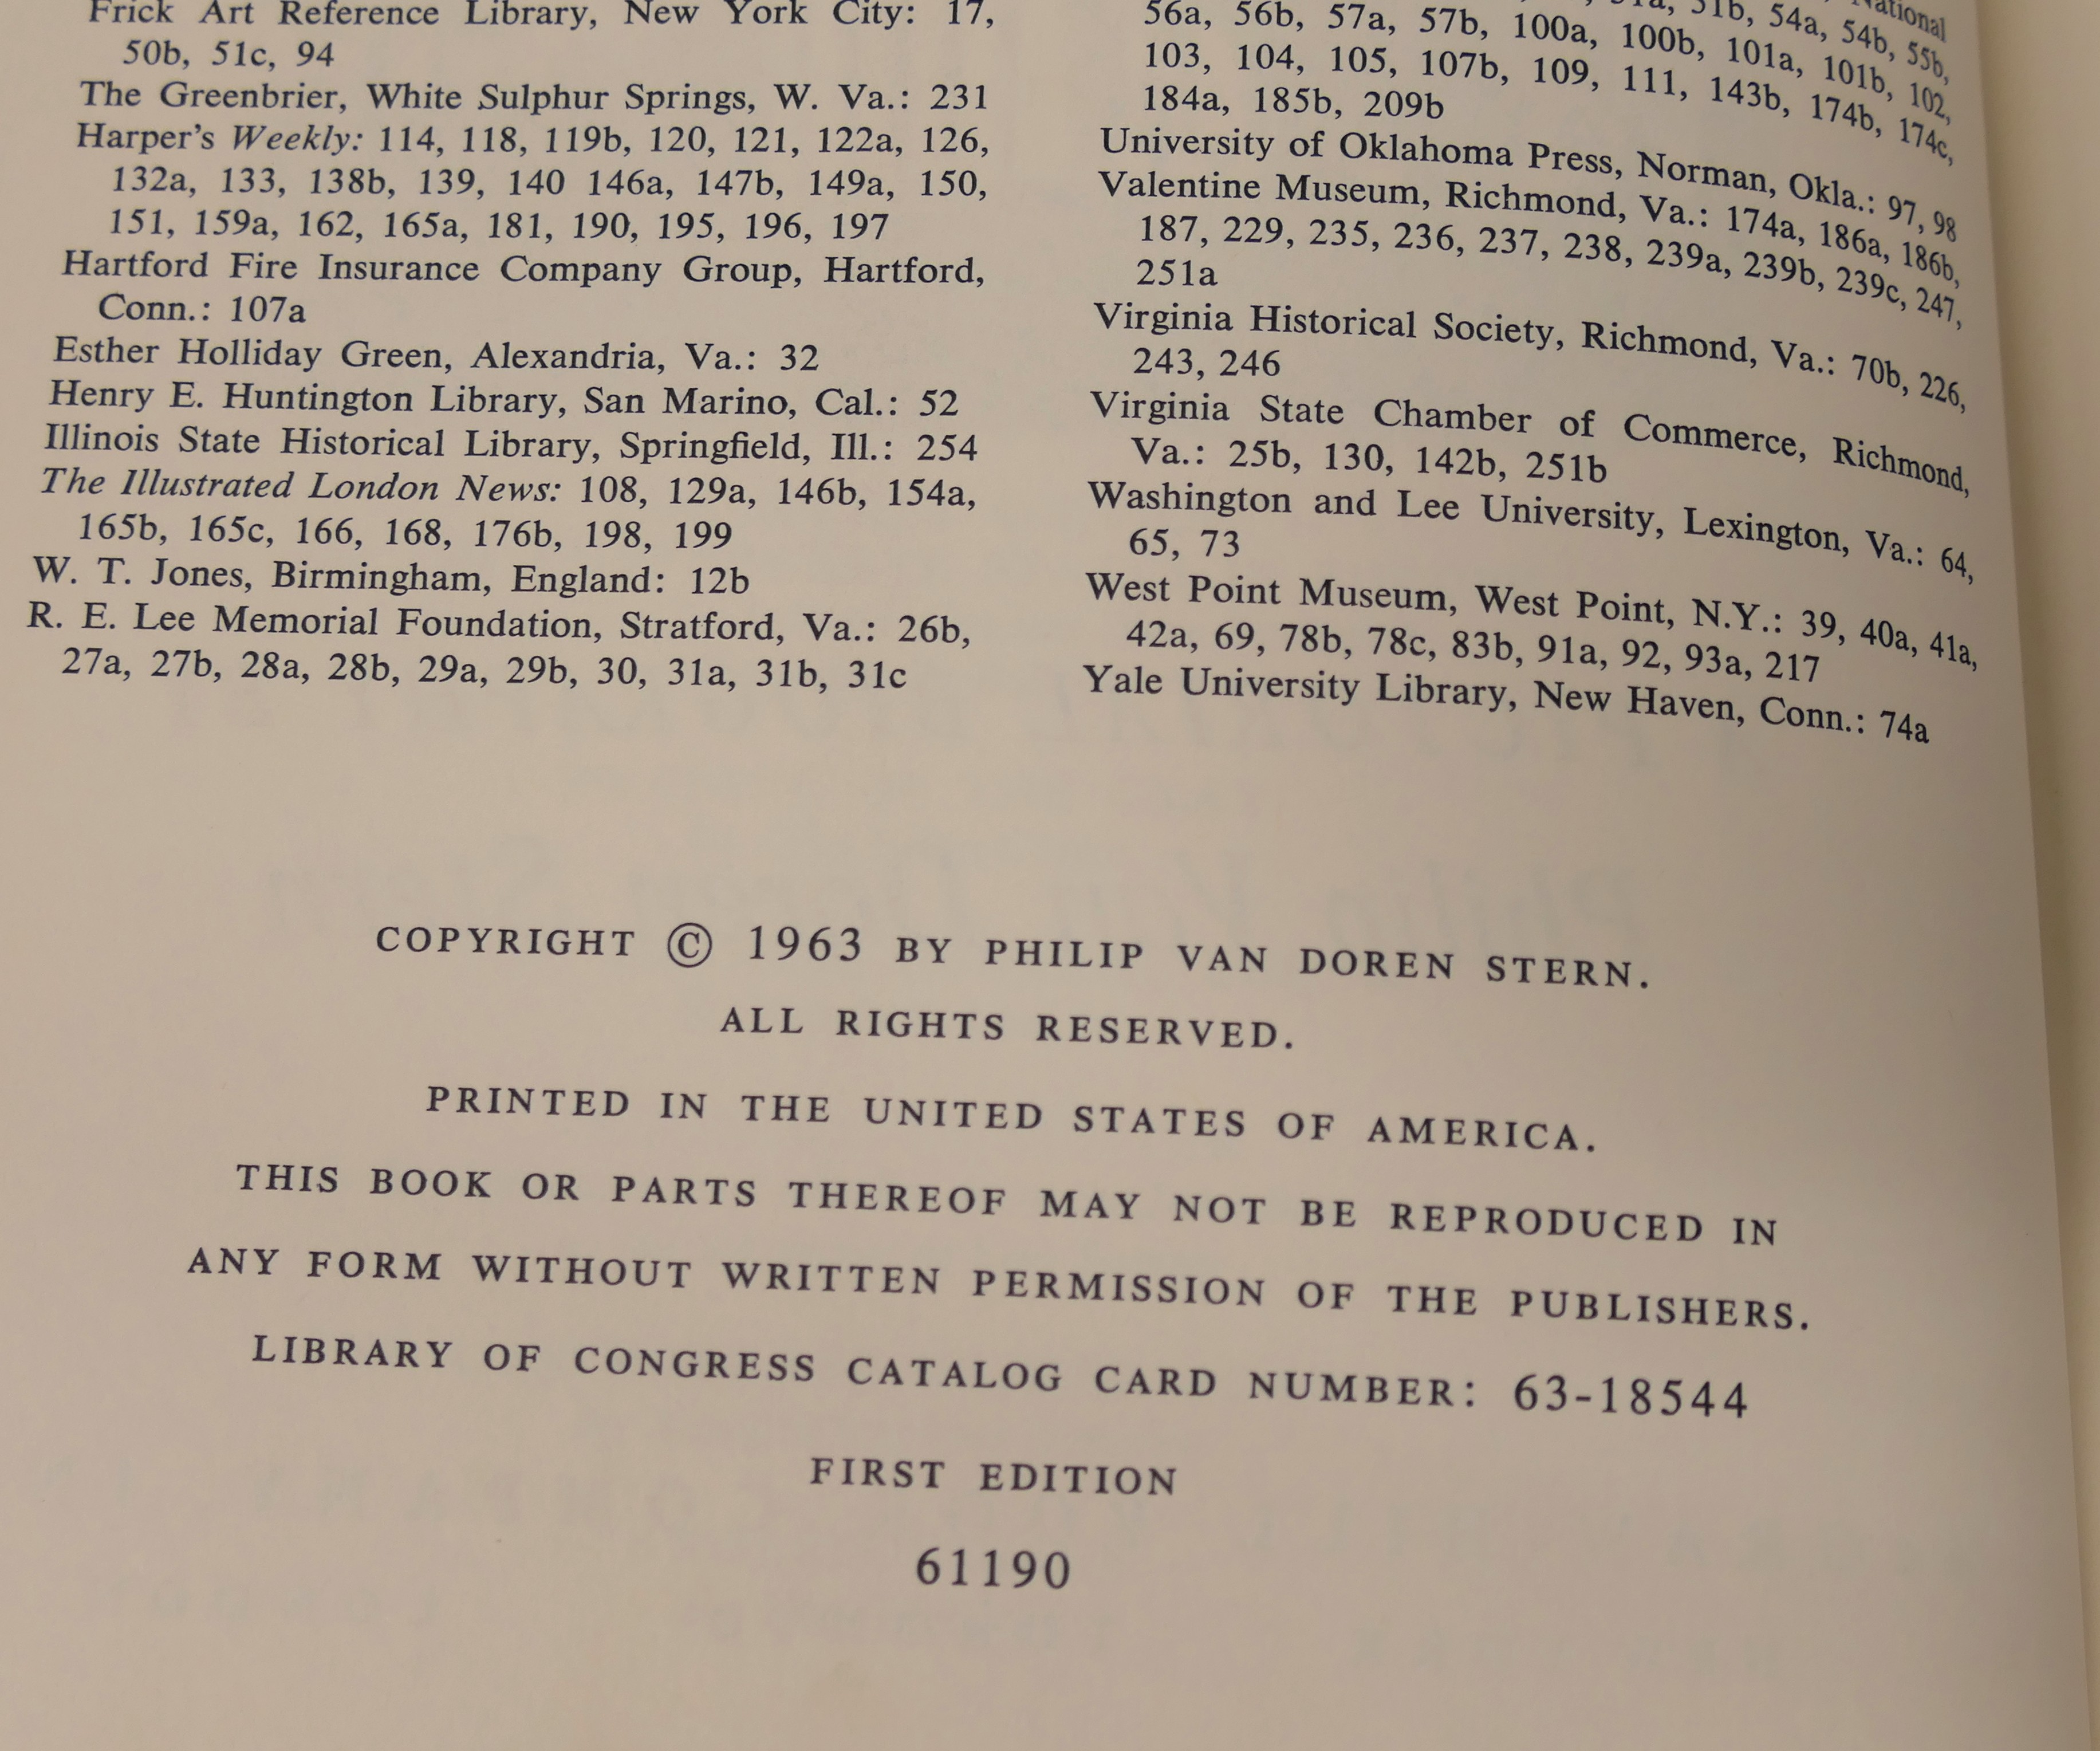 Frick Art Reference Library, New York City: 17,
50b, 51c, 94
The Greenbrier, White Sulphur Springs, W. Va.: 231
Harper's Weekly: 114, 118, 119b, 120, 121, 122a, 126,
132a, 133, 138b, 139, 140 146a, 147b, 149a, 150,
151, 159a, 162, 165a, 181, 190, 195, 196, 197
Hartford Fire Insurance Company Group, Hartford,
Conn.: 107a
Esther Holliday Green, Alexandria, Va.: 32
Henry E. Huntington Library, San Marino, Cal.: 52
Illinois State Historical Library, Springfield, Ill.: 254
The Illustrated London News: 108, 129a, 146b, 154a,
165b, 165c, 166, 168, 176b, 198, 199
W. T. Jones, Birmingham, England: 12b
R. E. Lee Memorial Foundation, Stratford, Va.: 26b,
27a, 27b, 28a, 28b, 29a, 29b, 30, 31a, 31b, 31c
National
51b, 54a, 54b, 55b,
56a, 56b, 57a, 57b, 100a, 100b, 101a, 101b, 102,
103, 104, 105, 107b, 109, 111, 143b, 174b, 174c,
184a, 185b, 209b
University of Oklahoma Press, Norman, Okla.: 97, 98
Valentine Museum, Richmond, Va.: 174a, 186a, 186b,
187, 229, 235, 236, 237, 238, 239a, 239b, 239c, 247,
251a
Virginia Historical Society, Richmond, Va.: 70b, 226,
243, 246
Virginia State Chamber of Commerce, Richmond,
Va.: 25b, 130, 142b, 251b
Washington and Lee University, Lexington, Va.: 64,
65, 73
West Point Museum, West Point, N.Y.: 39, 40a, 41a,
42a, 69, 78b, 78c, 83b, 91a, 92, 93a, 217
Yale University Library, New Haven, Conn.: 74a
COPYRIGHT © 1963 BY PHILIP VAN DOREN STERN.
ALL RIGHTS RESERVED.
PRINTED IN THE UNITED STATES OF AMERICA.
THIS BOOK OR PARTS THEREOF MAY NOT BE REPRODUCED IN
ANY FORM WITHOUT WRITTEN PERMISSION OF THE PUBLISHERS.
LIBRARY OF CONGRESS CATALOG CARD NUMBER: 63-18544
FIRST EDITION
61190